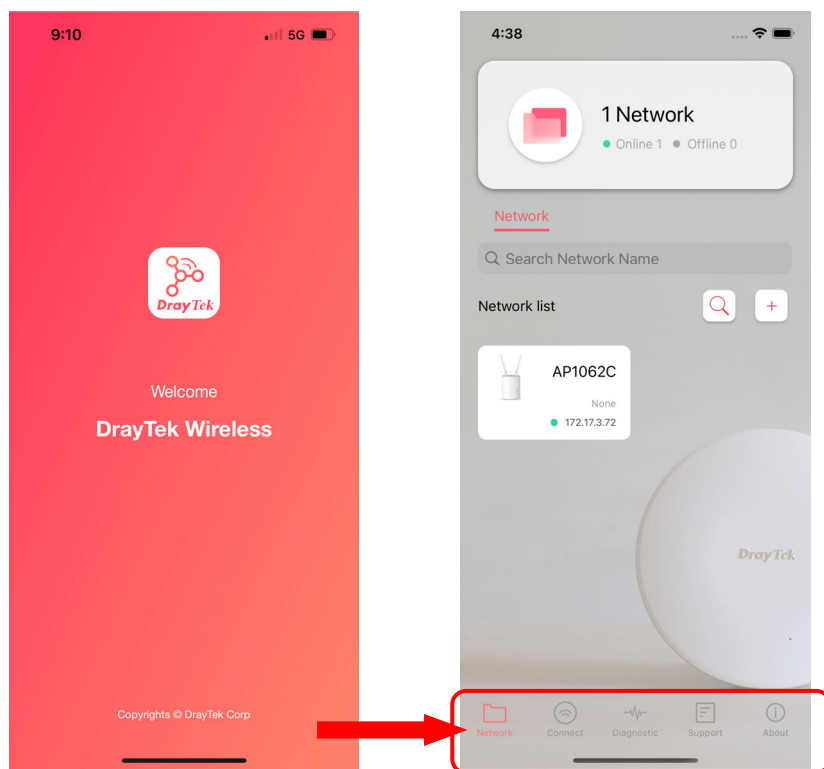 9:10
5G
DrayTek
Welcome
DrayTek Wireless
Copyrights © DrayTek Corp
4:38
1 Network
Online 1 Offline 0
Network
Search Network Name
Network list
+
AP1062C
None
172.17.3.72
DrayTek
Network Connect Diagnostic Support About